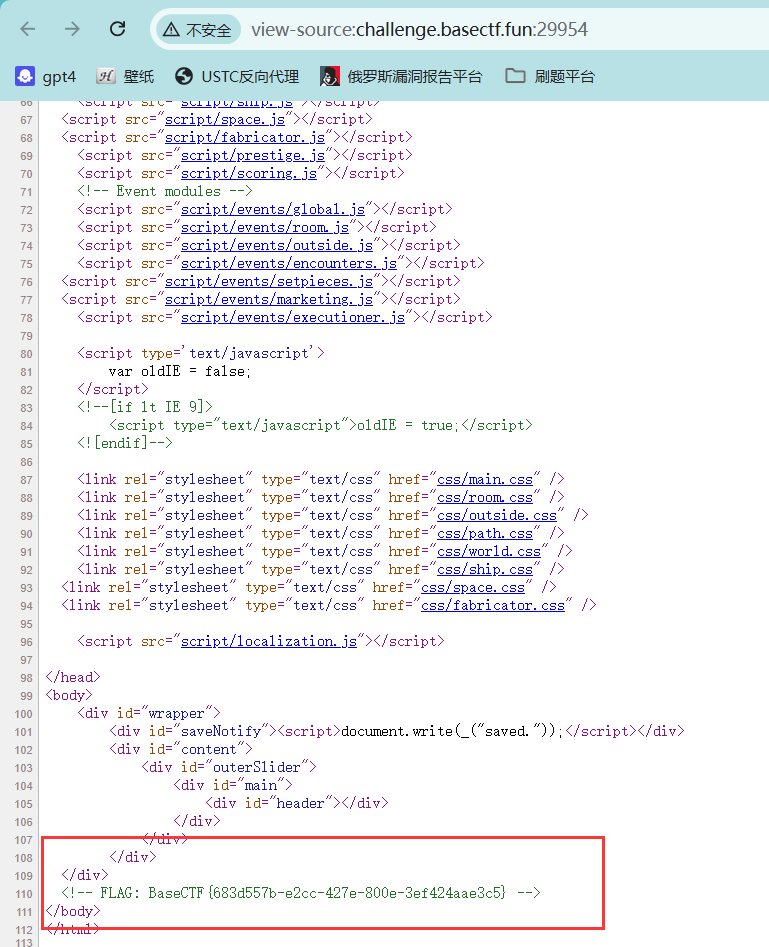 不安全 view-source:challenge.basectf.fun:29954
gpt4 壁纸 USTC反向代理 俄罗斯漏洞报告平台 刷题平台
66 <script src="script/ship.js"></script>
67 <script src="script/space.js"></script>
68 <script src="script/fabricator.js"></script>
69 <script src="script/prestige.js"></script>
70 <script src="script/scoring.js"></script>
71 <!-- Event modules -->
72 <script src="script/events/global.js"></script>
73 <script src="script/events/room.js"></script>
74 <script src="script/events/outside.js"></script>
75 <script src="script/events/encounters.js"></script>
76 <script src="script/events/setpieces.js"></script>
77 <script src="script/events/marketing.js"></script>
78 <script src="script/events/executioner.js"></script>
79
80 <script type='text/javascript'>
81 var oldIE = false;
82 </script>
83 <!--[if lt IE 9]>
84 <script type="text/javascript">oldIE = true;</script>
85 <![endif]-->
86
87 <link rel="stylesheet" type="text/css" href="css/main.css" />
88 <link rel="stylesheet" type="text/css" href="css/room.css" />
89 <link rel="stylesheet" type="text/css" href="css/outside.css" />
90 <link rel="stylesheet" type="text/css" href="css/path.css" />
91 <link rel="stylesheet" type="text/css" href="css/world.css" />
92 <link rel="stylesheet" type="text/css" href="css/ship.css" />
93 <link rel="stylesheet" type="text/css" href="css/space.css" />
94 <link rel="stylesheet" type="text/css" href="css/fabricator.css" />
95
96 <script src="script/localization.js"></script>
97
98 </head>
99 <body>
100 <div id="wrapper">
101 <div id="saveNotify"><script>document.write(_("saved."));</script></div>
102 <div id="content">
103 <div id="outerSlider">
104 <div id="main">
105 <div id="header"></div>
106 </div>
107 </div>
108 </div>
109 </div>
110 <!-- FLAG: BaseCTF{683d557b-e2cc-427e-800e-3ef424aae3c5} -->
111 </body>
112 </html>
113